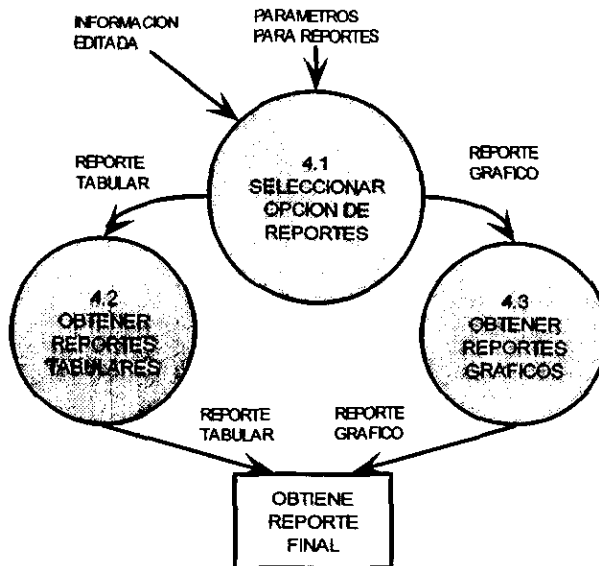 INFORMACION
EDITADA
PARAMETROS
PARA REPORTES
4.1
SELECCIONAR
OPCION DE
REPORTES
REPORTE
TABULAR
REPORTE
GRAFICO
4.2
OBTENER
REPORTES
TABULARES
4.3
OBTENER
REPORTES
GRAFICOS
REPORTE
TABULAR
REPORTE
GRAFICO
OBTIENE
REPORTE
FINAL